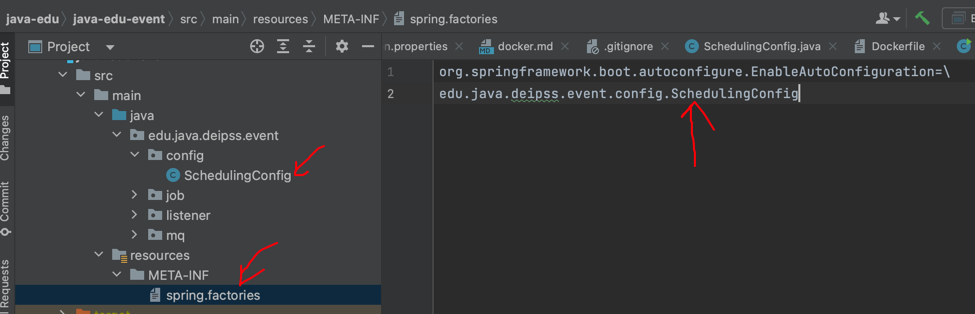 java-edu > java-edu-event > src > main > resources > META-INF > spring.factories
Project
n.properties × docker.md × .gitignore × SchedulingConfig.java × Dockerfile ×
src
main
java
edu.java.deipss.event
config
SchedulingConfig
job
listener
mq
resources
META-INF
spring.factories
1 org.springframework.boot.autoconfigure.EnableAutoConfiguration=\
2 edu.java.deipss.event.config.SchedulingConfig
Project
Changes
Commit
Requests